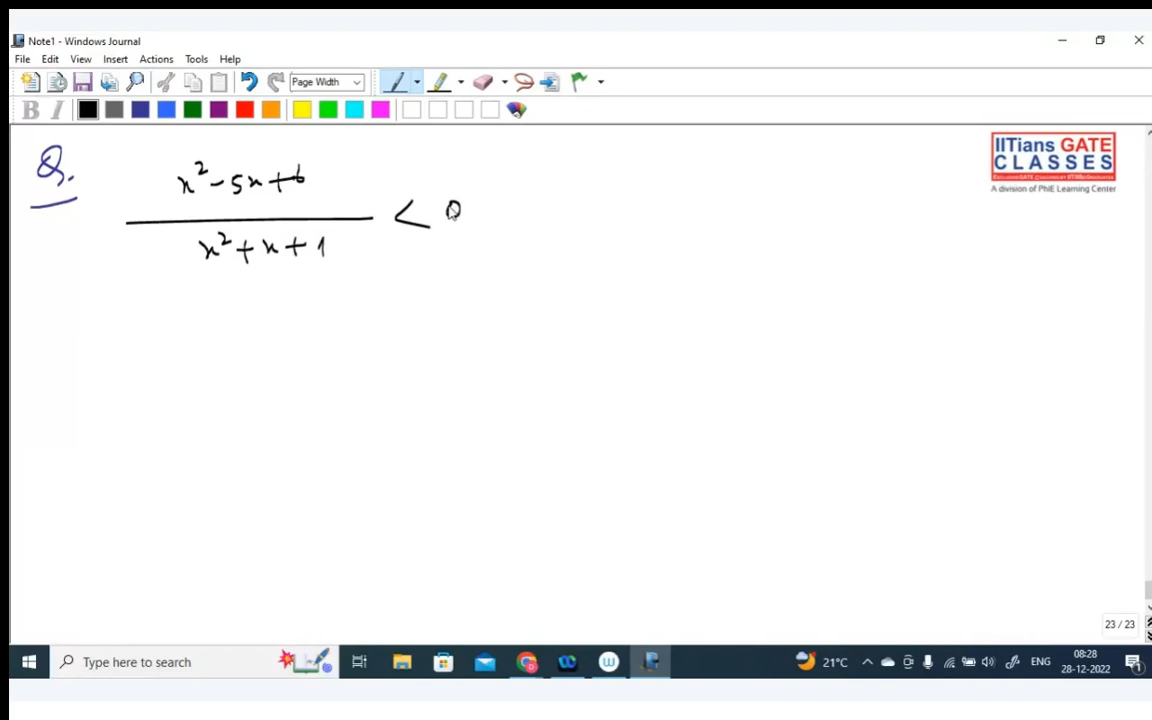 Note1 - Windows Journal
File Edit View Insert Actions Tools Help
Page Width
B I
Q.
x² - 5x + 6
< 0
x² + x + 1
IITians GATE
CLASSES
A division of PhIE Learning Center
23 / 23
Type here to search
21°C
ENG
08:28
28-12-2022
1